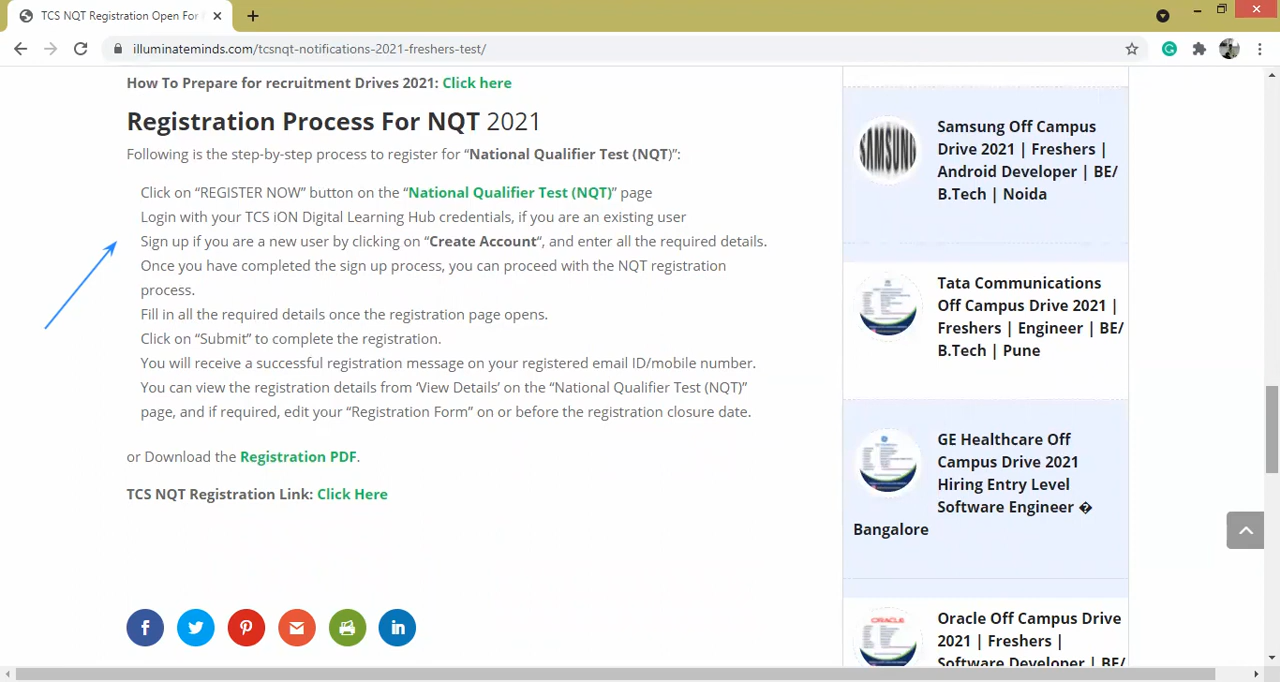 TCS NQT Registration Open For
illuminateminds.com/tcsnqt-notifications-2021-freshers-test/
How To Prepare for recruitment Drives 2021: Click here
Registration Process For NQT 2021
Following is the step-by-step process to register for “National Qualifier Test (NQT)”:
Click on “REGISTER NOW” button on the “National Qualifier Test (NQT)” page
Login with your TCS iON Digital Learning Hub credentials, if you are an existing user
Sign up if you are a new user by clicking on “Create Account“, and enter all the required details.
Once you have completed the sign up process, you can proceed with the NQT registration
process.
Fill in all the required details once the registration page opens.
Click on “Submit” to complete the registration.
You will receive a successful registration message on your registered email ID/mobile number.
You can view the registration details from ‘View Details’ on the “National Qualifier Test (NQT)”
page, and if required, edit your “Registration Form” on or before the registration closure date.
or Download the Registration PDF.
TCS NQT Registration Link: Click Here
SAMSUNG
Samsung Off Campus
Drive 2021 | Freshers |
Android Developer | BE/
B.Tech | Noida
Tata Communications
Off Campus Drive 2021 |
Freshers | Engineer | BE/
B.Tech | Pune
GE Healthcare Off
Campus Drive 2021
Hiring Entry Level
Software Engineer �
Bangalore
ORACLE
Oracle Off Campus Drive
2021 | Freshers |
Software Developer | BE/